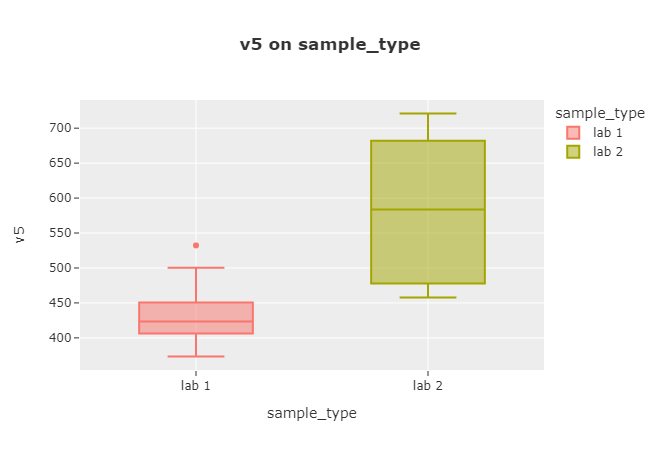 v5 on sample_type
sample_type
lab 1
lab 2
700
650
600
550
500
450
400
v5
lab 1
lab 2
sample_type